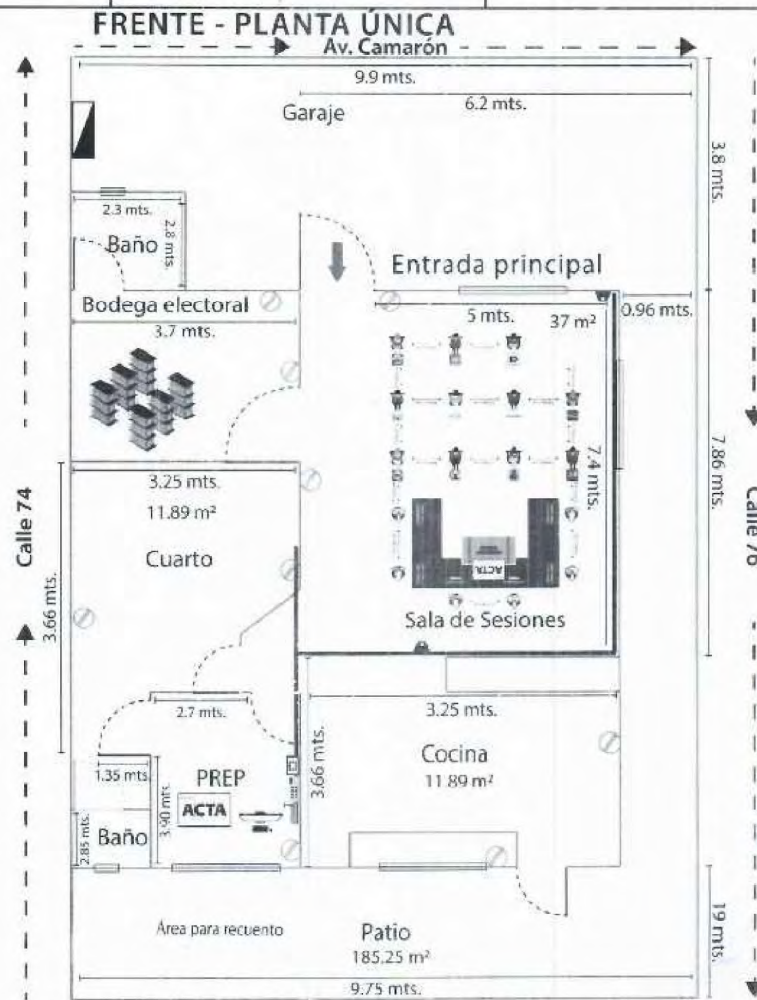 FRENTE - PLANTA ÚNICA
Av. Camarón
9.9 mts.
6.2 mts.
Garaje
3.8 mts.
2.3 mts.
2.8 mts.
Baño
Entrada principal
Bodega electoral
3.7 mts.
5 mts.
37 m²
0.96 mts.
7.4 mts.
7.86 mts.
3.25 mts.
11.89 m²
Cuarto
Calle 74
Calle 76
3.66 mts.
ACTA
Sala de Sesiones
2.7 mts.
3.25 mts.
Cocina
11.89 m²
3.66 mts.
1.35 mts.
PREP
ACTA
3.90 mts.
2.85 mts.
Baño
Área para recuento
Patio
185.25 m²
19 mts.
9.75 mts.